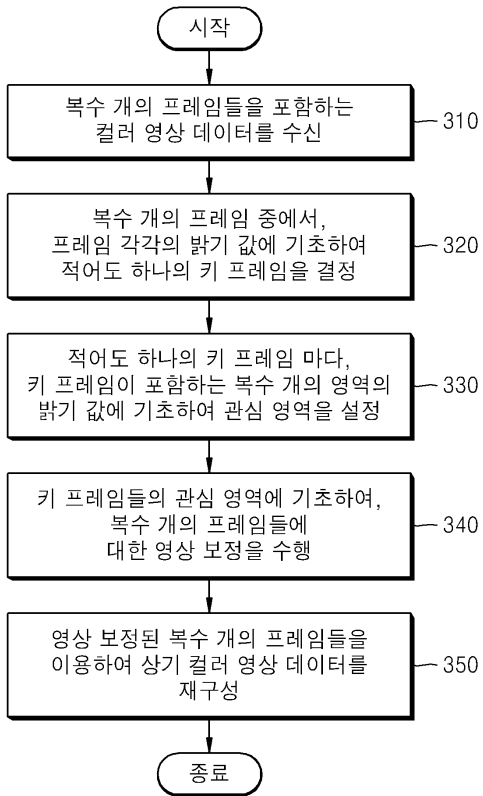 시작
복수 개의 프레임들을 포함하는
컬러 영상 데이터를 수신
310
복수 개의 프레임 중에서,
프레임 각각의 밝기 값에 기초하여
적어도 하나의 키 프레임을 결정
320
적어도 하나의 키 프레임 마다,
키 프레임이 포함하는 복수 개의 영역의
밝기 값에 기초하여 관심 영역을 설정
330
키 프레임들의 관심 영역에 기초하여,
복수 개의 프레임들에
대한 영상 보정을 수행
340
영상 보정된 복수 개의 프레임들을
이용하여 상기 컬러 영상 데이터를
재구성
350
종료